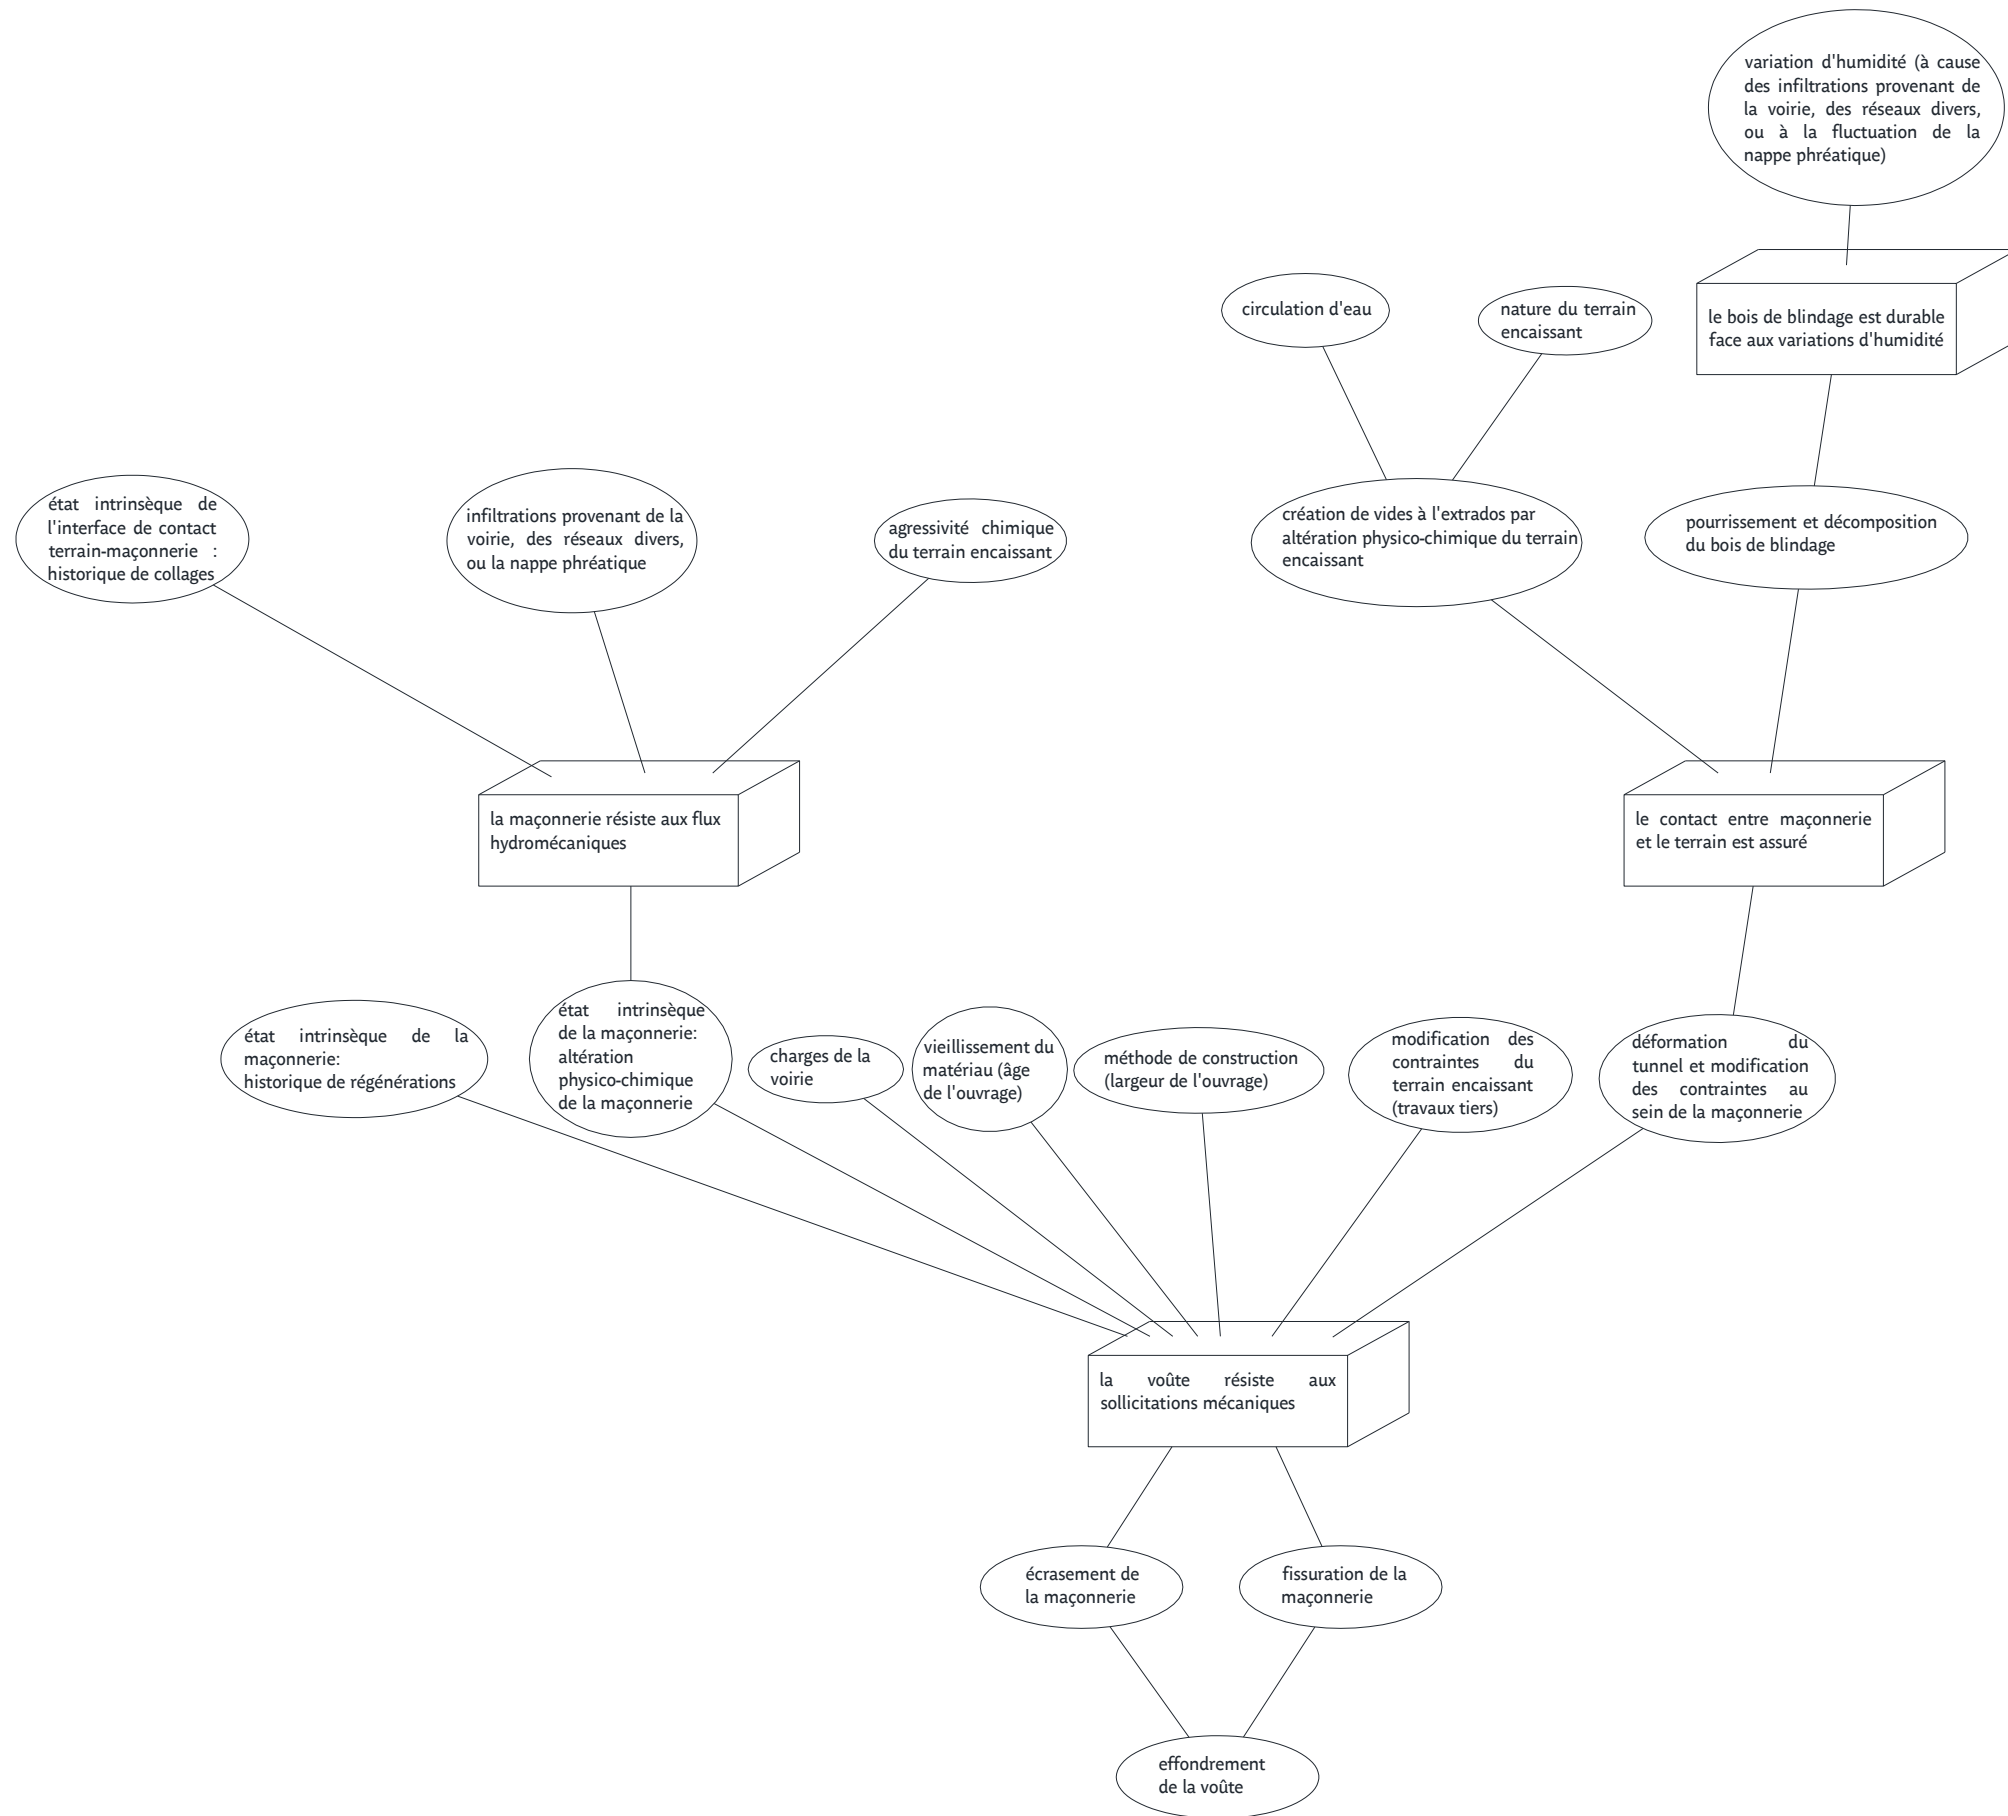 variation d'humidité (à cause
des infiltrations provenant de
la voirie, des réseaux divers,
ou à la fluctuation de la
nappe phréatique)
circulation d'eau
nature du terrain
encaissant
le bois de blindage est durable
face aux variations d'humidité
état intrinsèque de
l'interface de contact
terrain-maçonnerie :
historique de collages
infiltrations provenant de la
voirie, des réseaux divers,
ou la nappe phréatique
agressivité chimique
du terrain encaissant
création de vides à l'extrados par
altération physico-chimique du terrain
encaissant
pourrissement et décomposition
du bois de blindage
la maçonnerie résiste aux flux
hydromécaniques
le contact entre maçonnerie
et le terrain est assuré
état intrinsèque de la
maçonnerie:
historique de régénérations
état intrinsèque
de la maçonnerie:
altération
physico-chimique
de la maçonnerie
charges de la
voirie
vieillissement du
matériau (âge
de l'ouvrage)
méthode de construction
(largeur de l'ouvrage)
modification des
contraintes du
terrain encaissant
(travaux tiers)
déformation du
tunnel et modification
des contraintes au
sein de la maçonnerie
la voûte résiste aux
sollicitations mécaniques
écrasement de
la maçonnerie
fissuration de la
maçonnerie
effondrement
de la voûte